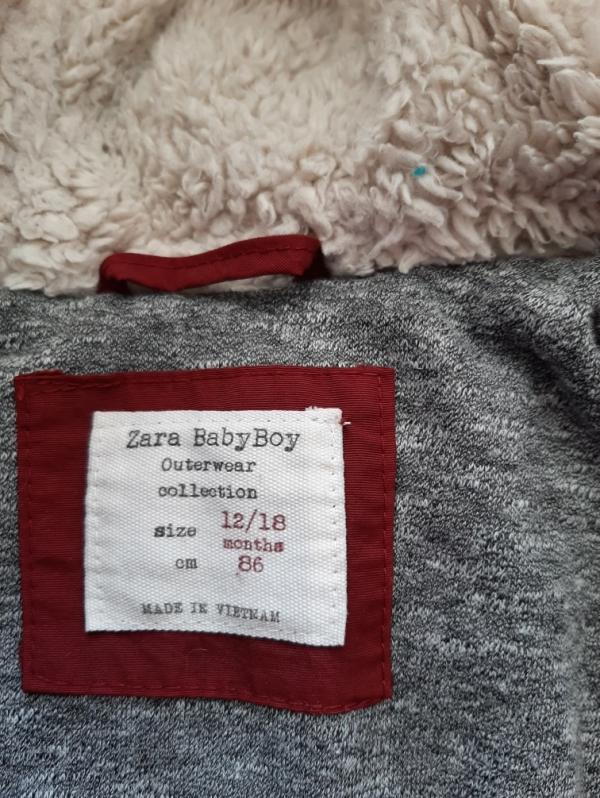 Zara BabyBoy
Outerwear
collection
size 12/18
months
cm 86
MADE IN VIETNAM